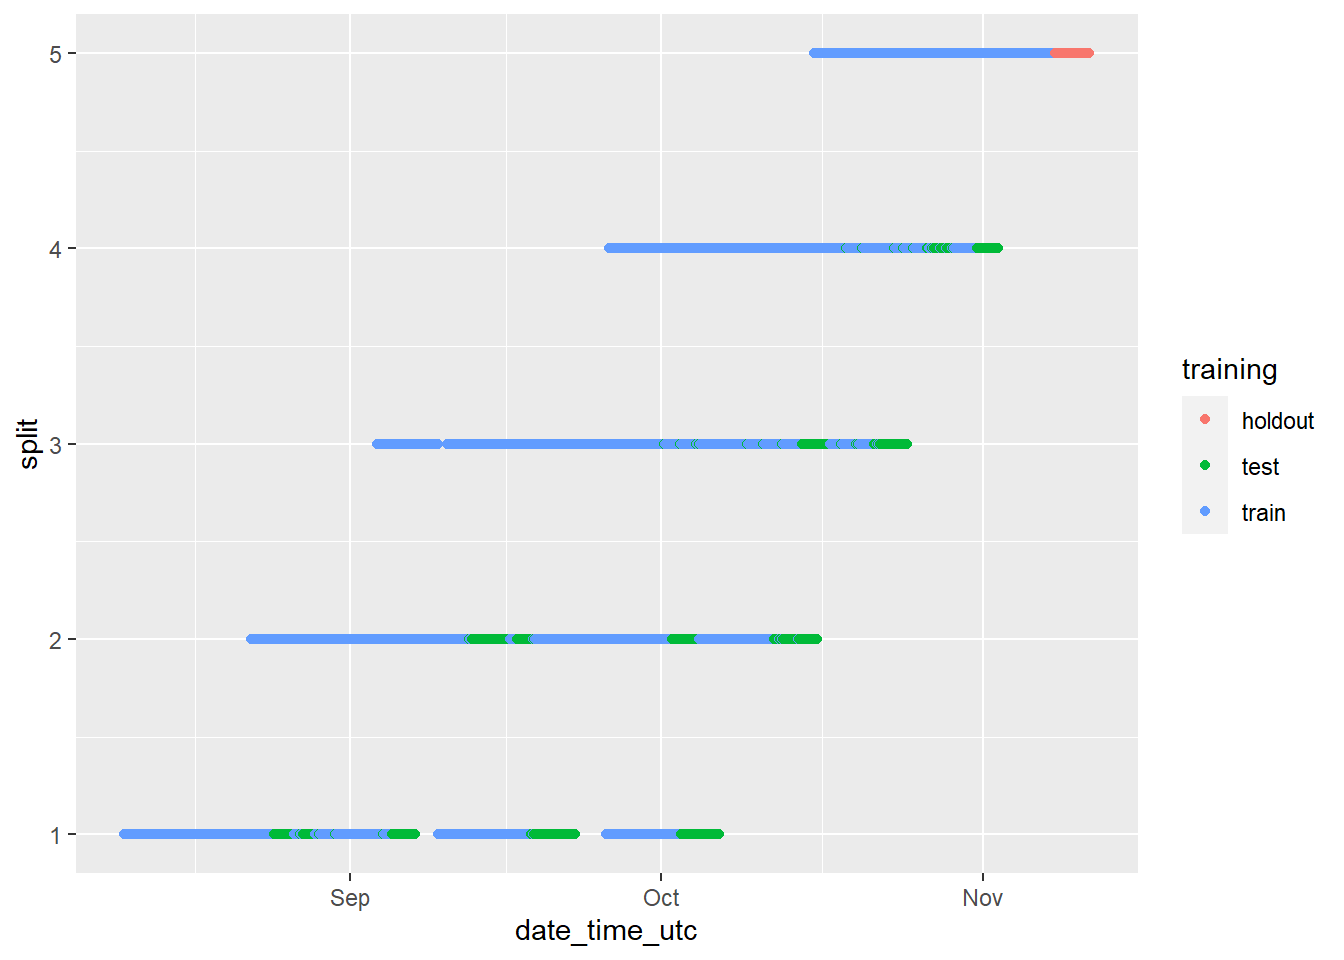 5
4
3
2
1
split
Sep
Oct
Nov
date_time_utc
training
holdout
test
train